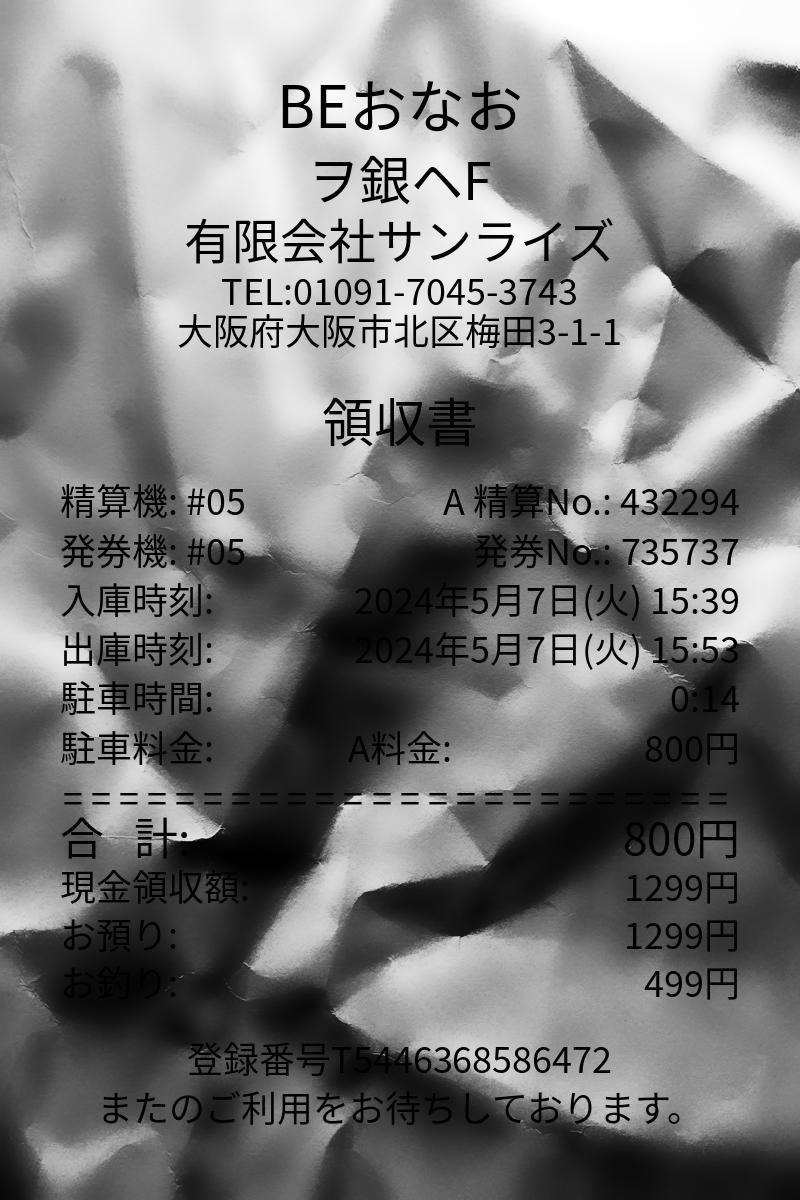 BEおなお
ヲ銀ヘF
有限会社サンライズ
TEL:01091-7045-3743
大阪府大阪市北区梅田3-1-1
領収書
精算機: #05 A 精算No.: 432294
発券機: #05 発券No.: 735737
入庫時刻: 2024年5月7日(火) 15:39
出庫時刻: 2024年5月7日(火) 15:53
駐車時間: 0:14
駐車料金: A料金: 800円
========================
合 計: 800円
現金領収額: 1299円
お預り: 1299円
お釣り: 499円
登録番号T5446368586472
またのご利用をお待ちしております。